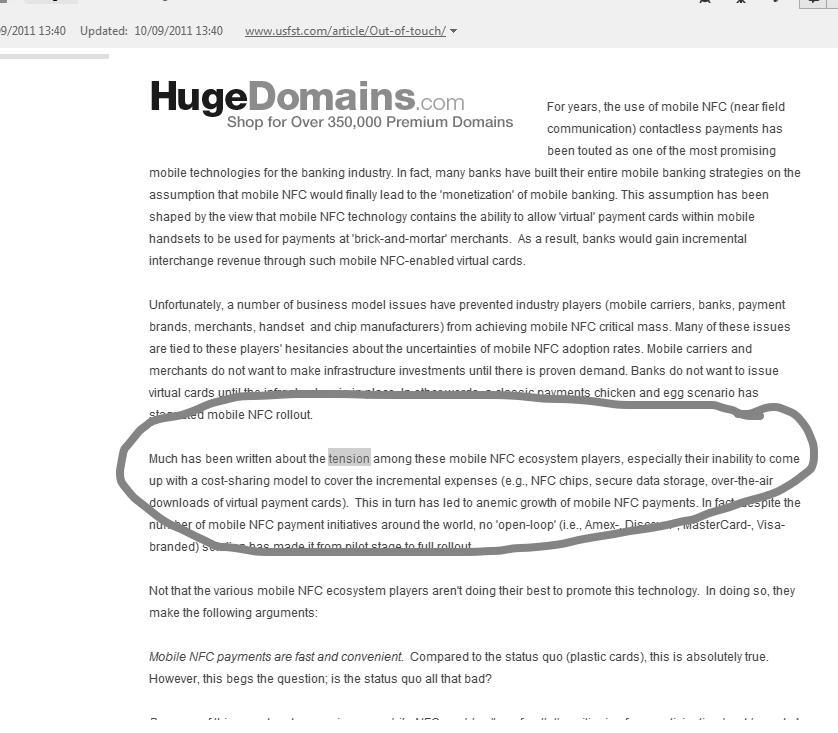 09/2011 13:40 Updated: 10/09/2011 13:40 www.usfst.com/article/Out-of-touch/
HugeDomains.com
Shop for Over 350,000 Premium Domains
For years, the use of mobile NFC (near field
communication) contactless payments has
been touted as one of the most promising
mobile technologies for the banking industry. In fact, many banks have built their entire mobile banking strategies on the
assumption that mobile NFC would finally lead to the 'monetization' of mobile banking. This assumption has been
shaped by the view that mobile NFC technology contains the ability to allow 'virtual' payment cards within mobile
handsets to be used for payments at 'brick-and-mortar' merchants. As a result, banks would gain incremental
interchange revenue through such mobile NFC-enabled virtual cards.
Unfortunately, a number of business model issues have prevented industry players (mobile carriers, banks, payment
brands, merchants, handset and chip manufacturers) from achieving mobile NFC critical mass. Many of these issues
are tied to these players' hesitancies about the uncertainties of mobile NFC adoption rates. Mobile carriers and
merchants do not want to make infrastructure investments until there is proven demand. Banks do not want to issue
virtual cards until the infrastructure is in place. In other words, a classic payments chicken and egg scenario has
mobile NFC rollout.
Much has been written about the tension among these mobile NFC ecosystem players, especially their inability to come
up with a cost-sharing model to cover the incremental expenses (e.g., NFC chips, secure data storage, over-the-air
downloads of virtual payment cards). This in turn has led to anemic growth of mobile NFC payments. In fact, despite the
number of mobile NFC payment initiatives around the world, no 'open-loop' (i.e., Amex-, Discover-, MasterCard-, Visa-
branded) solution has made it from pilot stage to full rollout.
Not that the various mobile NFC ecosystem players aren't doing their best to promote this technology. In doing so, they
make the following arguments:
Mobile NFC payments are fast and convenient. Compared to the status quo (plastic cards), this is absolutely true.
However, this begs the question; is the status quo all that bad?